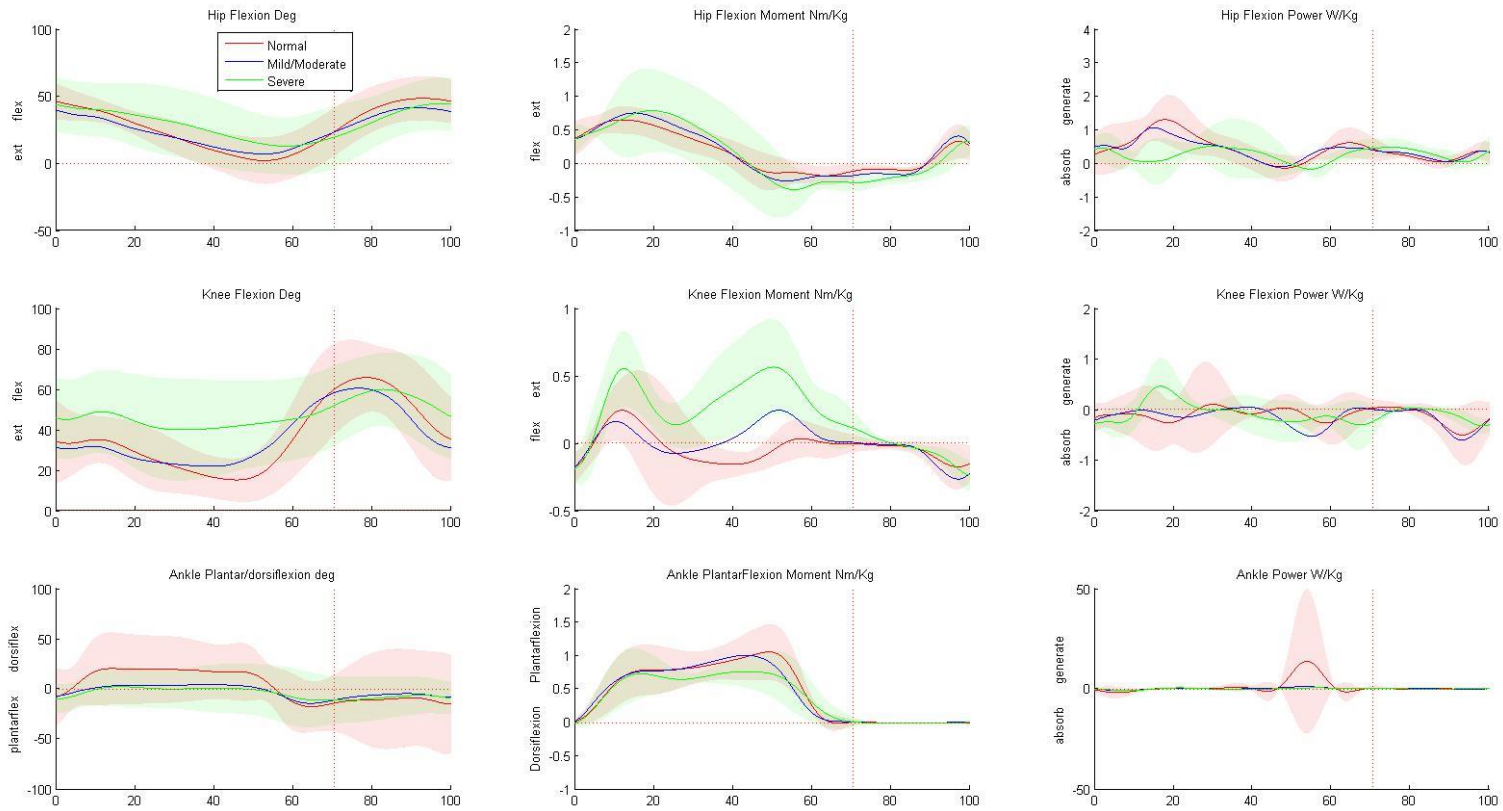 Hip Flexion Deg
100
50
0
-50
ext flex
Normal
Mild/Moderate
Severe
0 20 40 60 80 100
Hip Flexion Moment Nm/Kg
2
1.5
1
0.5
0
-0.5
-1
flex ext
0 20 40 60 80 100
Hip Flexion Power W/Kg
4
3
2
1
0
-1
-2
absorb generate
0 20 40 60 80 100
Knee Flexion Deg
100
80
60
40
20
0
ext flex
0 20 40 60 80 100
Knee Flexion Moment Nm/Kg
1
0.5
0
-0.5
flex ext
0 20 40 60 80 100
Knee Flexion Power W/Kg
2
1
0
-1
-2
absorb generate
0 20 40 60 80 100
Ankle Plantar/dorsiflexion deg
100
50
0
-50
-100
plantarflex dorsiflex
0 20 40 60 80 100
Ankle PlantarFlexion Moment Nm/Kg
2
1.5
1
0.5
0
-0.5
-1
Dorsiflexion Plantarflexion
0 20 40 60 80 100
Ankle Power W/Kg
50
0
-50
absorb generate
0 20 40 60 80 100